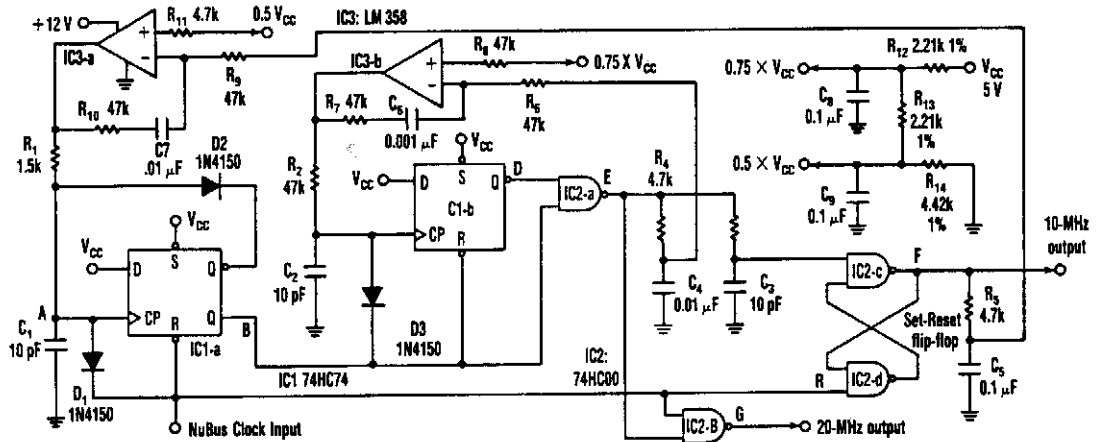 +12 V
R11 4.7k
0.5 VCC
IC3: LM 358
IC3-a
+
−
R9
47k
R10 47k
C7
.01 µF
R1
1.5k
D2
1N4150
IC3-b
+
−
R8 47k
0.75 X VCC
R7 47k
C6
0.001 µF
R6
47k
R12 2.21k 1%
0.75 × VCC
VCC
5 V
C8
0.1 µF
R13
2.21k
1%
0.5 × VCC
C9
0.1 µF
R14
4.42k
1%
R2
47k
VCC
VCC
D
S
Q
C1-b
CP
R
D
IC2-a
E
R4
4.7k
VCC
VCC
D
S
Q
CP
R
Q
IC1-a
A
B
C1
10 pF
D1
1N4150
C2
10 pF
D3
1N4150
IC1 74HC74
C4
0.01 µF
C3
10 pF
IC2:
74HC00
IC2-c
F
10-MHz
output
Set-Reset
flip-flop
R5
4.7k
R
IC2-d
C5
0.1 µF
NuBus Clock Input
IC2-B
G
20-MHz output